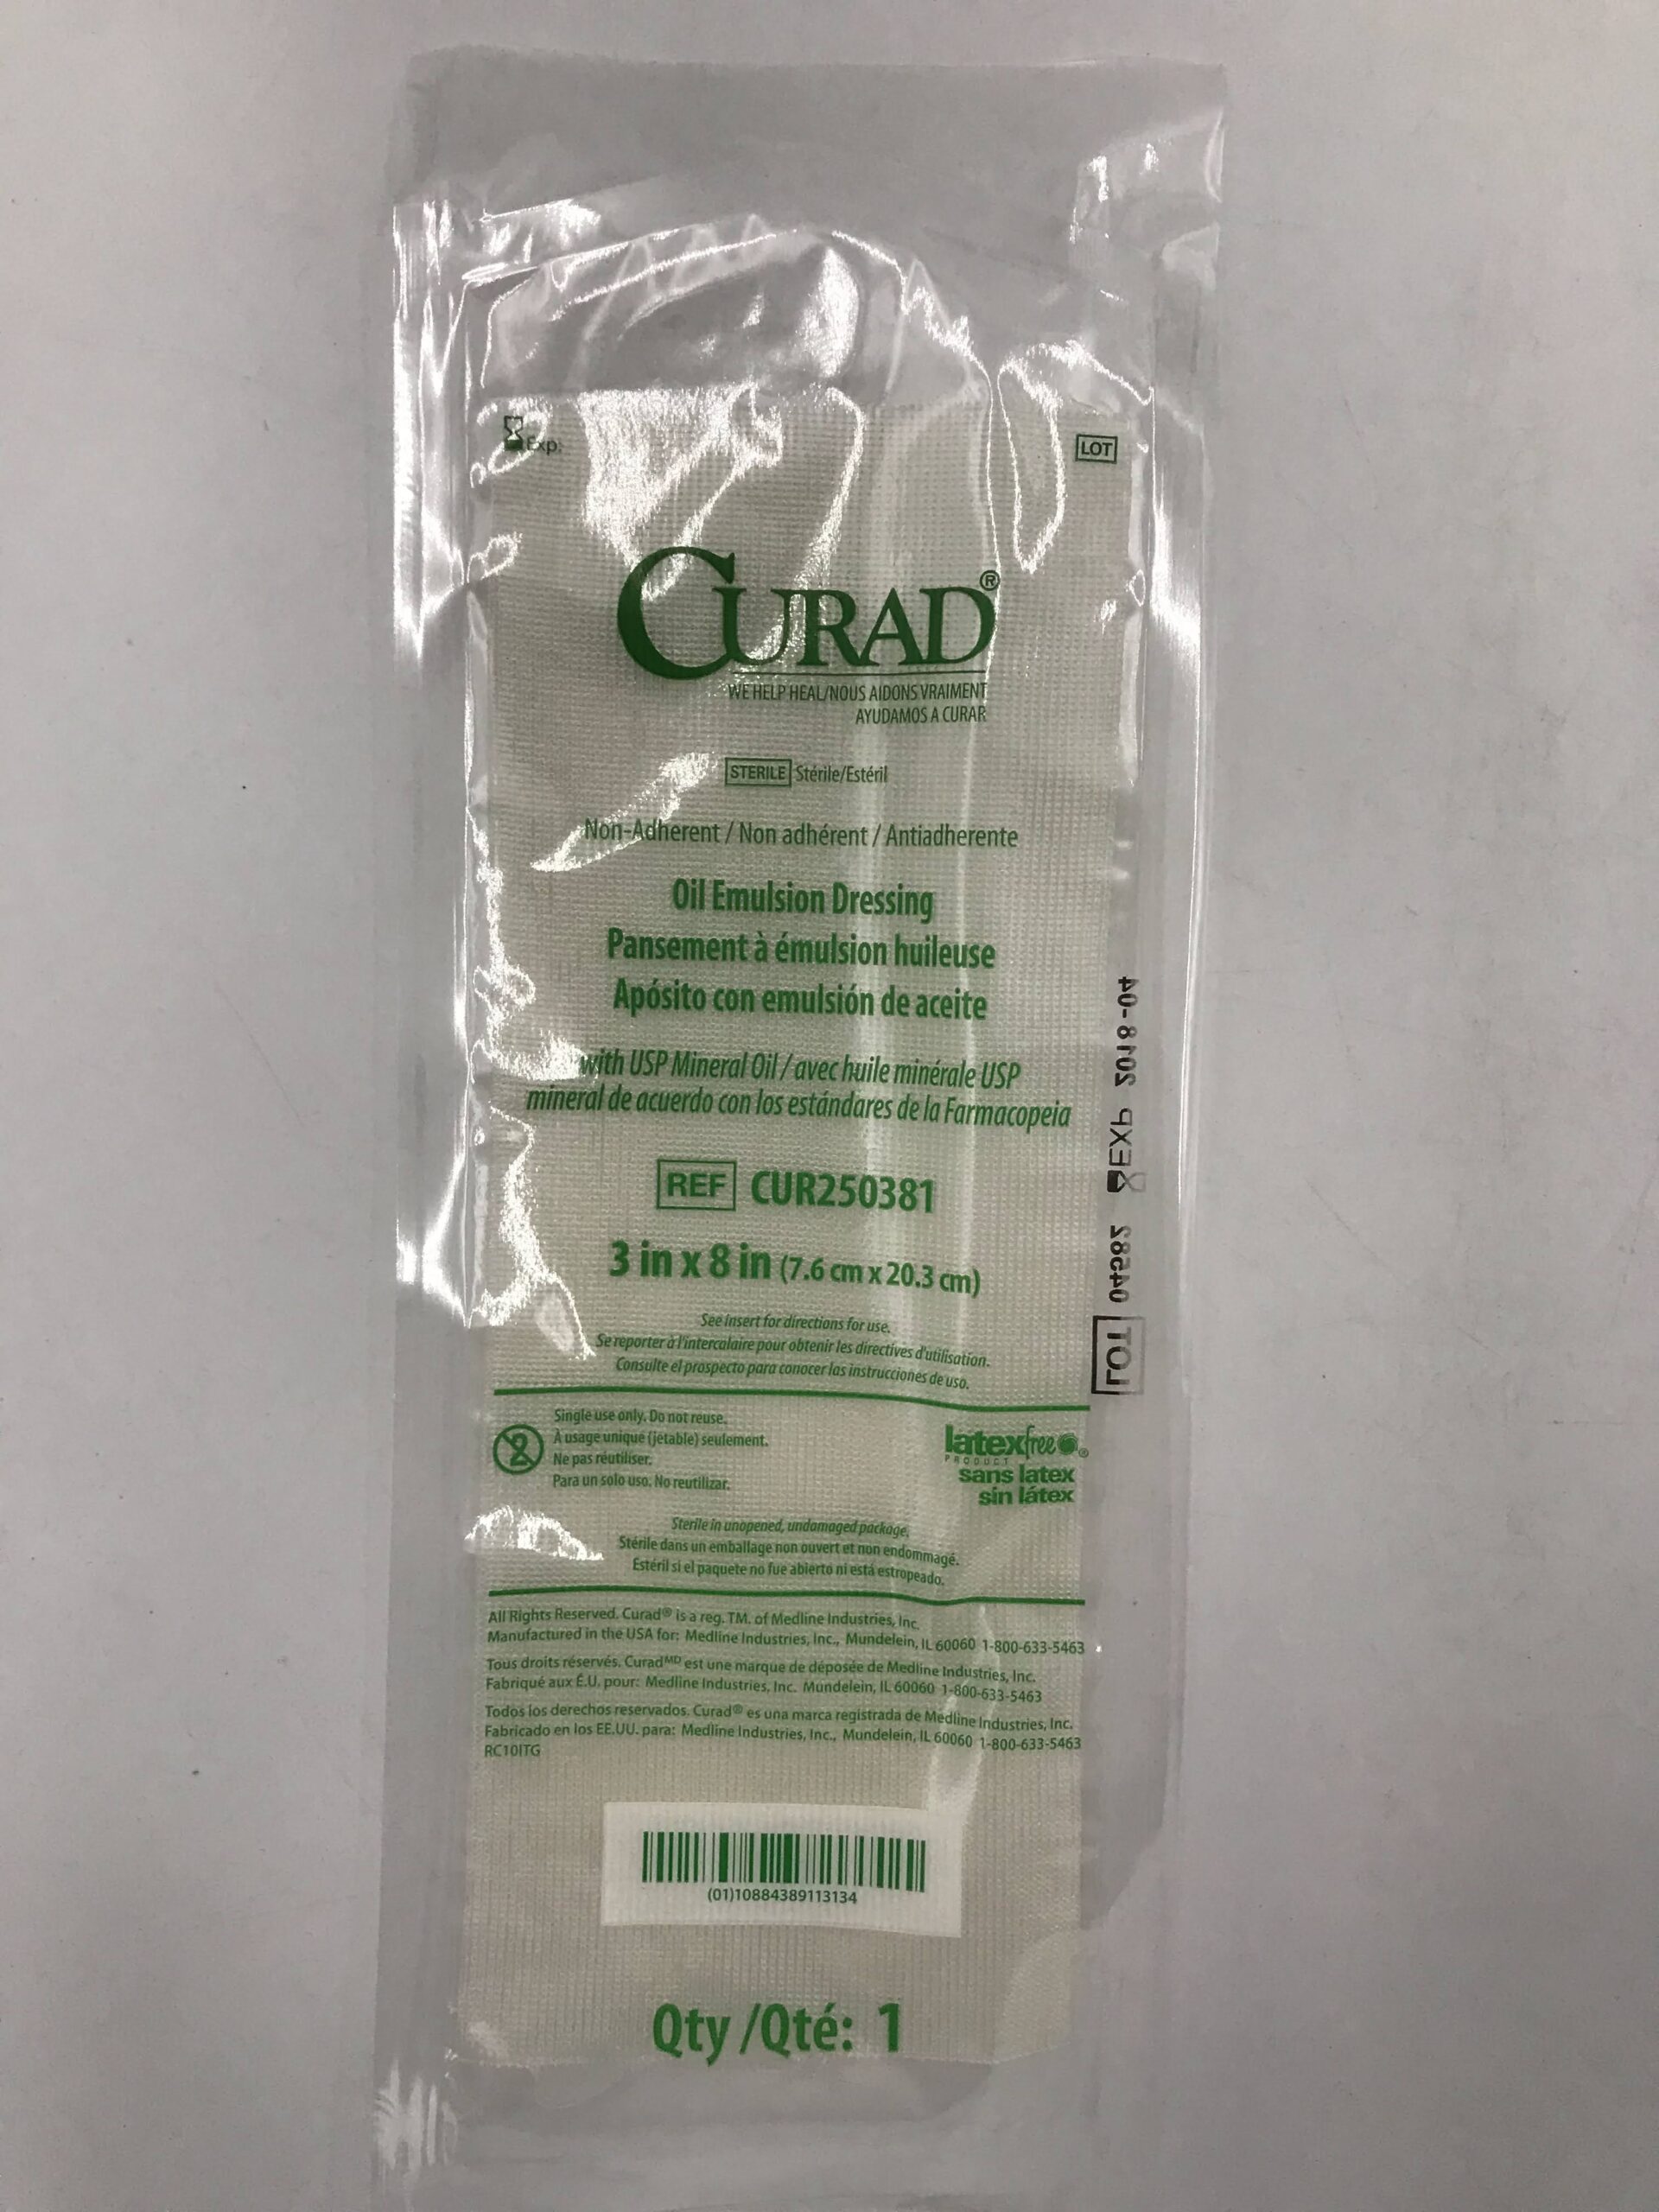 Exp:
LOT
CURAD®
WE HELP HEAL/NOUS AIDONS VRAIMENT
AYUDAMOS A CURAR
STERILE Stérile/Estéril
Non-Adherent / Non adhérent / Antiadherente
Oil Emulsion Dressing
Pansement à émulsion huileuse
Apósito con emulsión de aceite
with USP Mineral Oil / avec huile minérale USP
mineral de acuerdo con los estándares de la Farmacopeia
REF CUR250381
3 in x 8 in (7.6 cm x 20.3 cm)
See insert for directions for use.
Se reporter à l'intercalaire pour obtenir les directives d'utilisation.
Consulte el prospecto para conocer las instrucciones de uso.
LOT 04582 EXP 2018-04
2
Single use only. Do not reuse.
À usage unique (jetable) seulement.
Ne pas réutiliser.
Para un solo uso. No reutilizar.
latexfree®
PRODUCT
sans latex
sin látex
Sterile in unopened, undamaged package.
Stérile dans un emballage non ouvert et non endommagé.
Estéril si el paquete no fue abierto ni está estropeado.
All Rights Reserved. Curad® is a reg. TM. of Medline Industries, Inc.
Manufactured in the USA for: Medline Industries, Inc., Mundelein, IL 60060 1-800-633-5463
Tous droits réservés. Curad MD est une marque de déposée de Medline Industries, Inc.
Fabriqué aux É.U. pour: Medline Industries, Inc. Mundelein, IL 60060 1-800-633-5463
Todos los derechos reservados. Curad® es una marca registrada de Medline Industries, Inc.
Fabricado en los EE.UU. para: Medline Industries, Inc., Mundelein, IL 60060 1-800-633-5463
RC10ITG
(01)10884389113134
Qty /Qté: 1